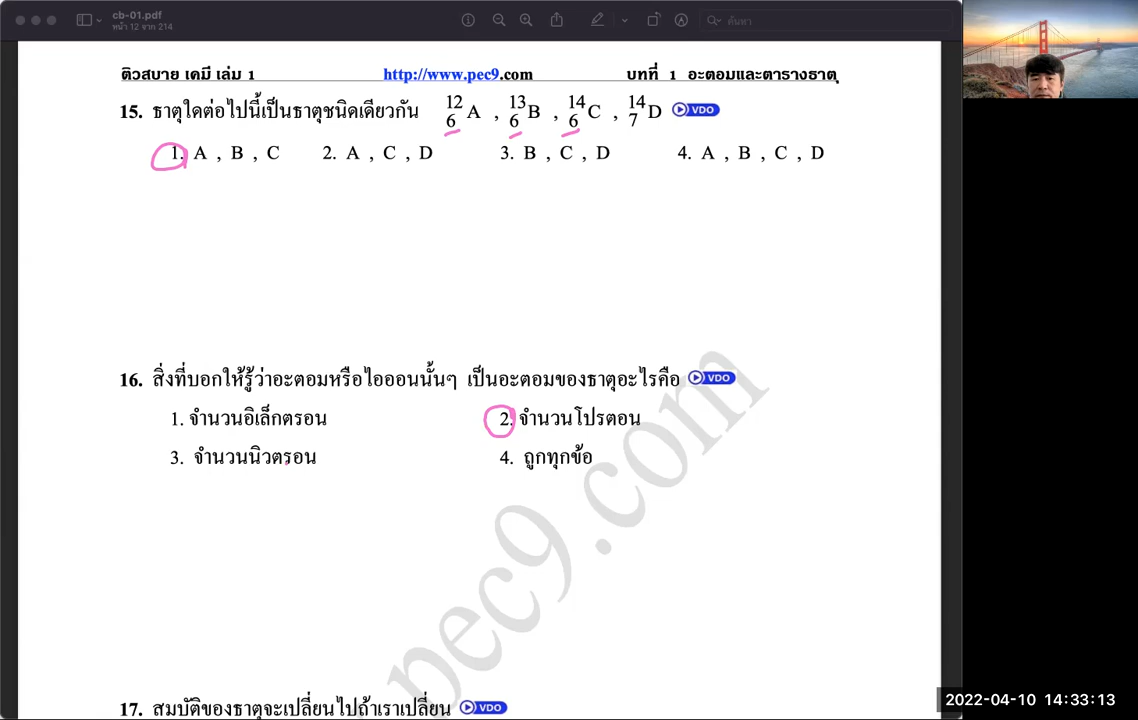 cb-01.pdf
หน้า 12 จาก 214
ค้นหา
ติวสบาย เคมี เล่ม 1 http://www.pec9.com บทที่ 1 อะตอมและตารางธาตุ
15. ธาตุใดต่อไปนี้เป็นธาตุชนิดเดียวกัน 12 6 A , 13 6 B , 14 6 C , 14 7 D VDO
1. A , B , C 2. A , C , D 3. B , C , D 4. A , B , C , D
16. สิ่งที่บอกให้รู้ว่าอะตอมหรือไอออนนั้นๆ เป็นอะตอมของธาตุอะไรคือ VDO
1. จำนวนอิเล็กตรอน 2. จำนวนโปรตอน
3. จำนวนนิวตรอน 4. ถูกทุกข้อ
pec9.com
17. สมบัติของธาตุจะเปลี่ยนไปถ้าเราเปลี่ยน VDO
2022-04-10 14:33:13